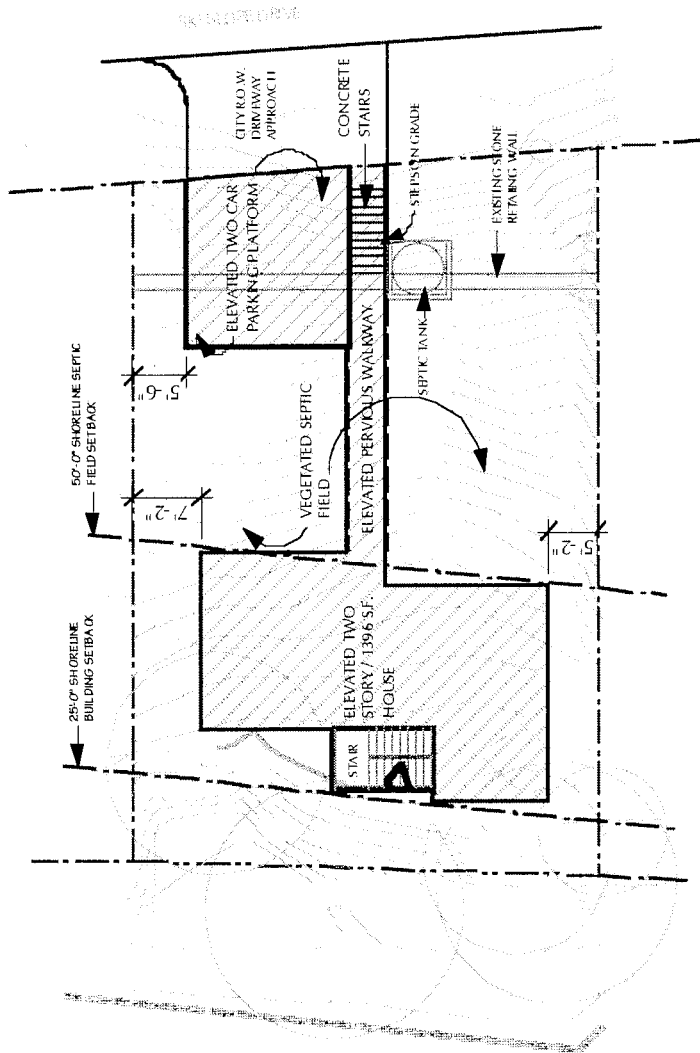 CITY R.O.W.
DRIVEWAY
APPROACH
CONCRETE
STAIRS
ELEVATED TWO CAR
PARKING PLATFORM
STEPS ON GRADE
EXISTING STONE
RETAINING WALL
5'-6"
50'-0" SHORELINE SEPTIC
FIELD SETBACK
7'-2"
VEGETATED SEPTIC
FIELD
ELEVATED PERVIOUS WALKWAY
SEPTIC TANK
5'-2"
25'-0" SHORELINE
BUILDING SETBACK
ELEVATED TWO
STORY / 1396 S.F.
HOUSE
STAIR